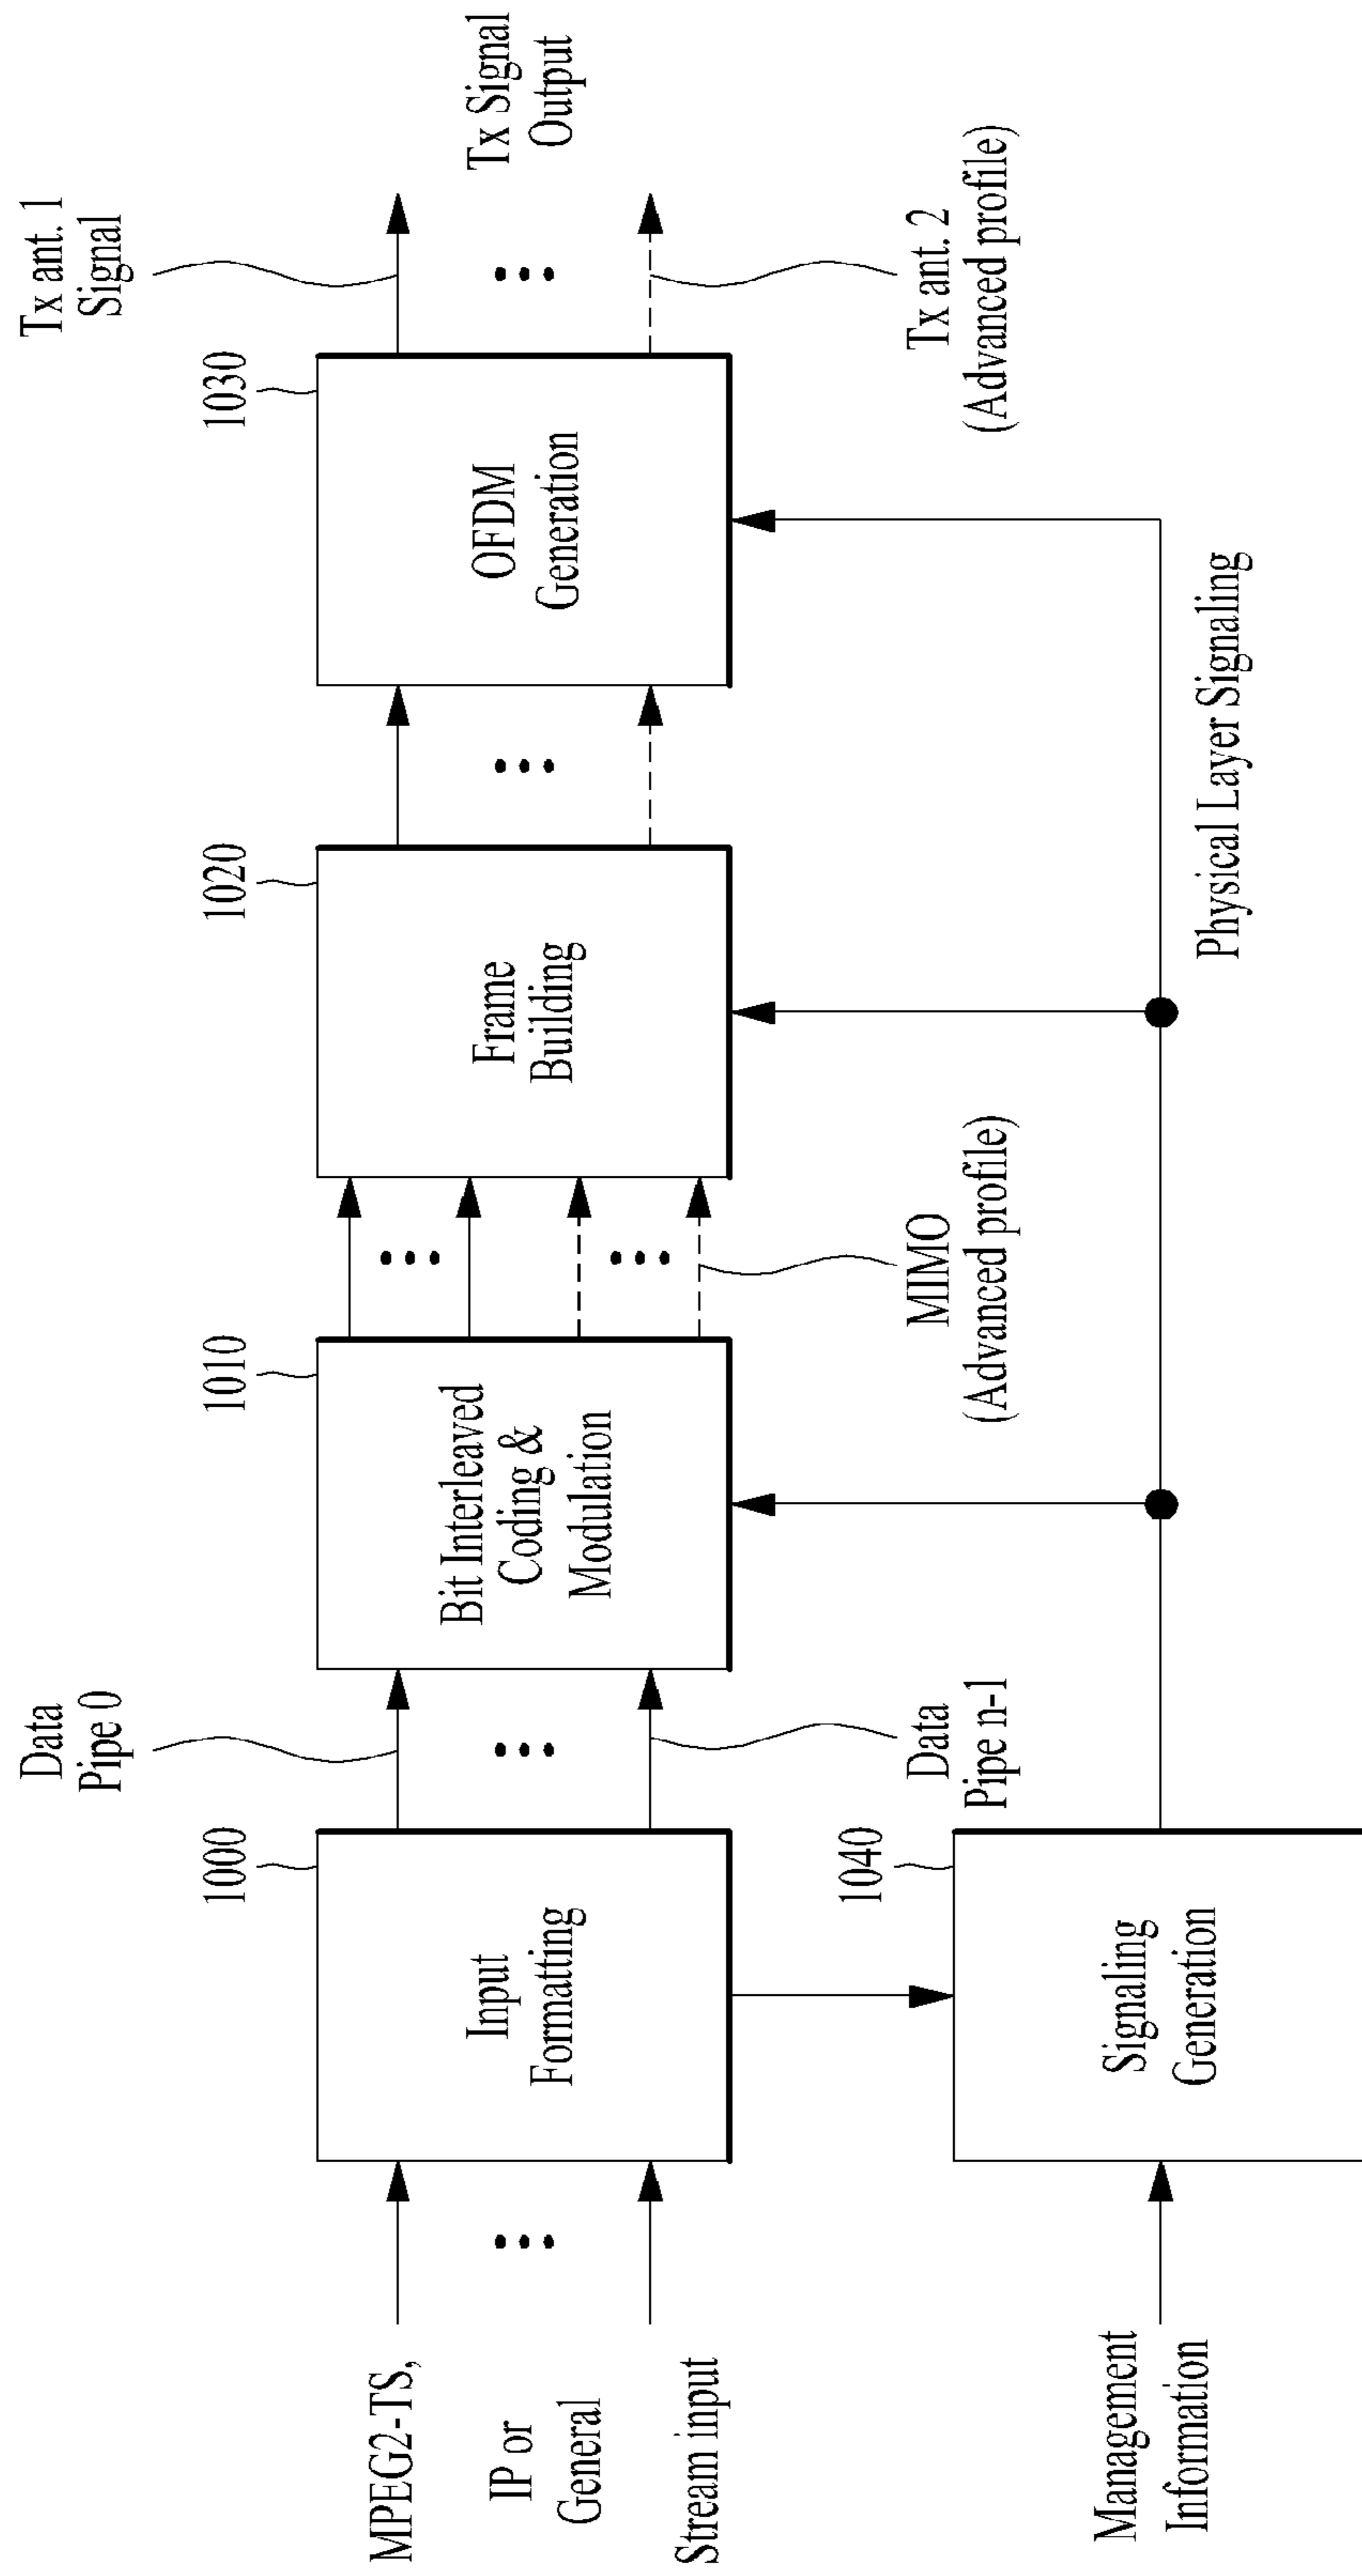 MPEG2-TS,
IP or
General
Stream input
1000
Input
Formatting
Data
Pipe 0
Data
Pipe n-1
1010
Bit Interleaved
Coding &
Modulation
MIMO
(Advanced profile)
1020
Frame
Building
1030
OFDM
Generation
Tx ant. 1
Signal
Tx Signal
Output
Tx ant. 2
(Advanced profile)
Management
Information
1040
Signaling
Generation
Physical Layer Signaling